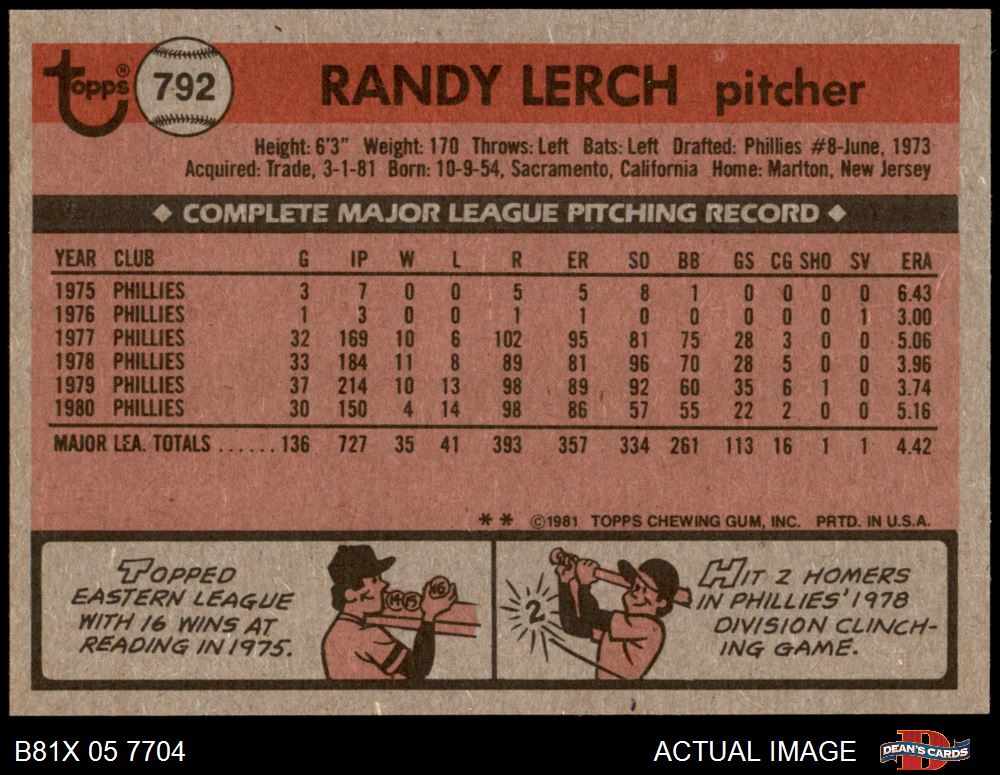 Topps® 792 RANDY LERCH pitcher
Height: 6'3" Weight: 170 Throws: Left Bats: Left Drafted: Phillies #8-June, 1973
Acquired: Trade, 3-1-81 Born: 10-9-54, Sacramento, California Home: Marlton, New Jersey
◆ COMPLETE MAJOR LEAGUE PITCHING RECORD ◆
YEAR CLUB G IP W L R ER SO BB GS CG SHO SV ERA
1975 PHILLIES 3 7 0 0 5 5 8 1 0 0 0 0 6.43
1976 PHILLIES 1 3 0 0 1 1 0 0 0 0 0 1 3.00
1977 PHILLIES 32 169 10 6 102 95 81 75 28 3 0 0 5.06
1978 PHILLIES 33 184 11 8 89 81 96 70 28 5 0 0 3.96
1979 PHILLIES 37 214 10 13 98 89 92 60 35 6 1 0 3.74
1980 PHILLIES 30 150 4 14 98 86 57 55 22 2 0 0 5.16
MAJOR LEA. TOTALS ...... 136 727 35 41 393 357 334 261 113 16 1 1 4.42
** ©1981 TOPPS CHEWING GUM, INC. PRTD. IN U.S.A.
TOPPED
EASTERN LEAGUE
WITH 16 WINS AT
READING IN 1975.
14 15 16
2
HIT 2 HOMERS
IN PHILLIES' 1978
DIVISION CLINCH-
ING GAME.
B81X 05 7704 ACTUAL IMAGE D DEAN'S CARDS